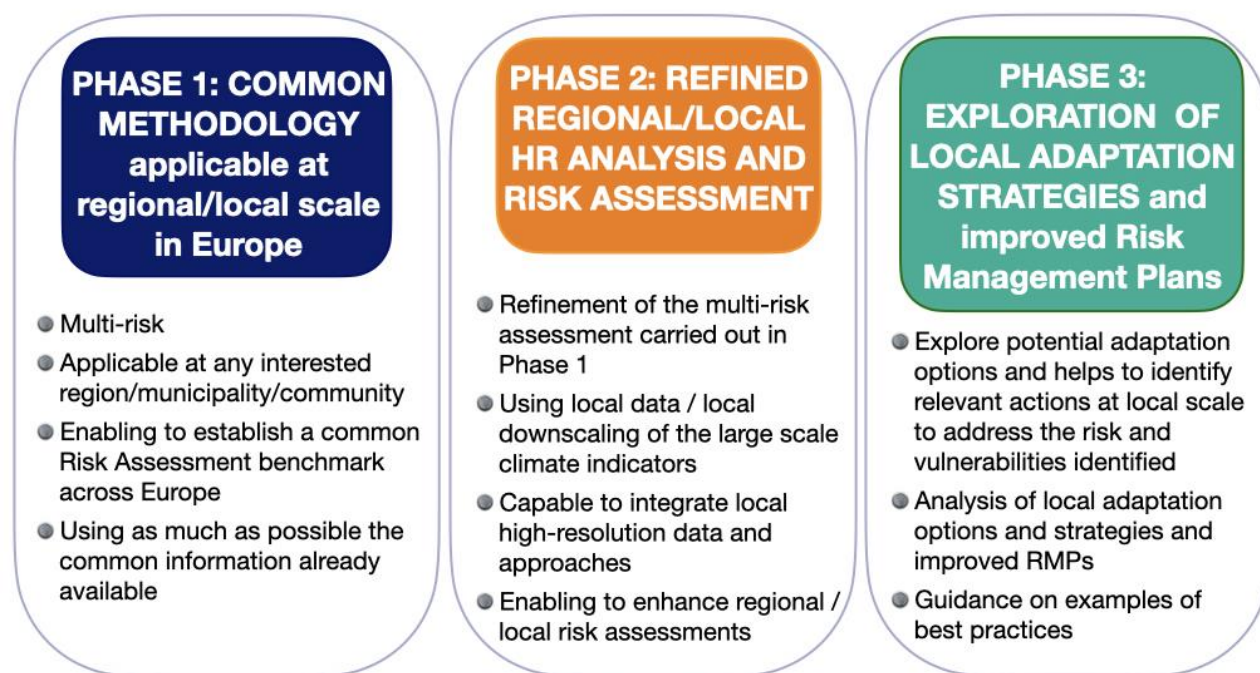 PHASE 1: COMMON
METHODOLOGY
applicable at
regional/local scale
in Europe
Multi-risk
Applicable at any interested
region/municipality/community
Enabling to establish a common
Risk Assessment benchmark
across Europe
Using as much as possible the
common information already
available
PHASE 2: REFINED
REGIONAL/LOCAL
HR ANALYSIS AND
RISK ASSESSMENT
Refinement of the multi-risk
assessment carried out in
Phase 1
Using local data / local
downscaling of the large scale
climate indicators
Capable to integrate local
high-resolution data and
approaches
Enabling to enhance regional /
local risk assessments
PHASE 3:
EXPLORATION OF
LOCAL ADAPTATION
STRATEGIES and
improved Risk
Management Plans
Explore potential adaptation
options and helps to identify
relevant actions at local scale
to address the risk and
vulnerabilities identified
Analysis of local adaptation
options and strategies and
improved RMPs
Guidance on examples of
best practices